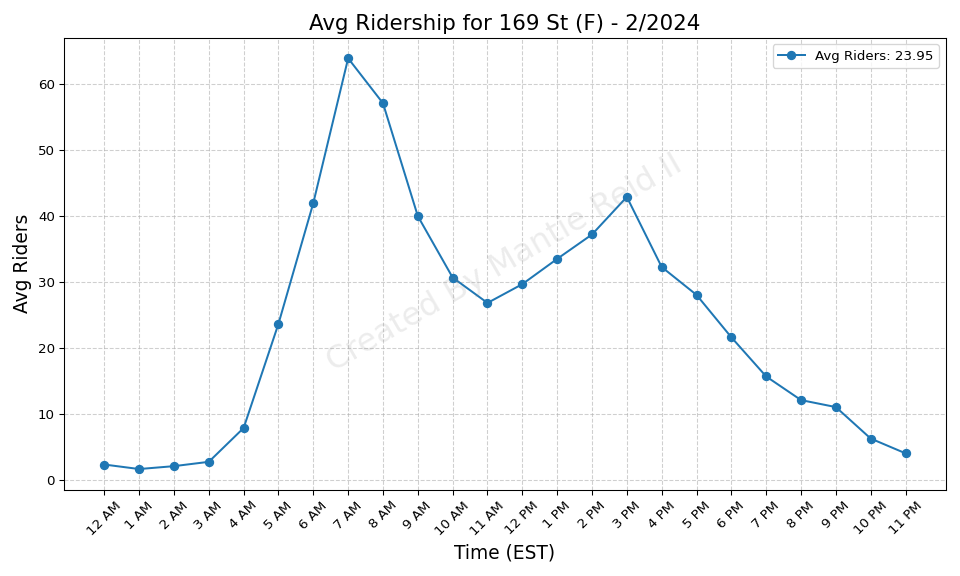 Avg Ridership for 169 St (F) - 2/2024
Avg Riders: 23.95
Avg Riders
60
50
40
30
20
10
0
Created By Mantle Reid II
12 AM
1 AM
2 AM
3 AM
4 AM
5 AM
6 AM
7 AM
8 AM
9 AM
10 AM
11 AM
12 PM
1 PM
2 PM
3 PM
4 PM
5 PM
6 PM
7 PM
8 PM
9 PM
10 PM
11 PM
Time (EST)